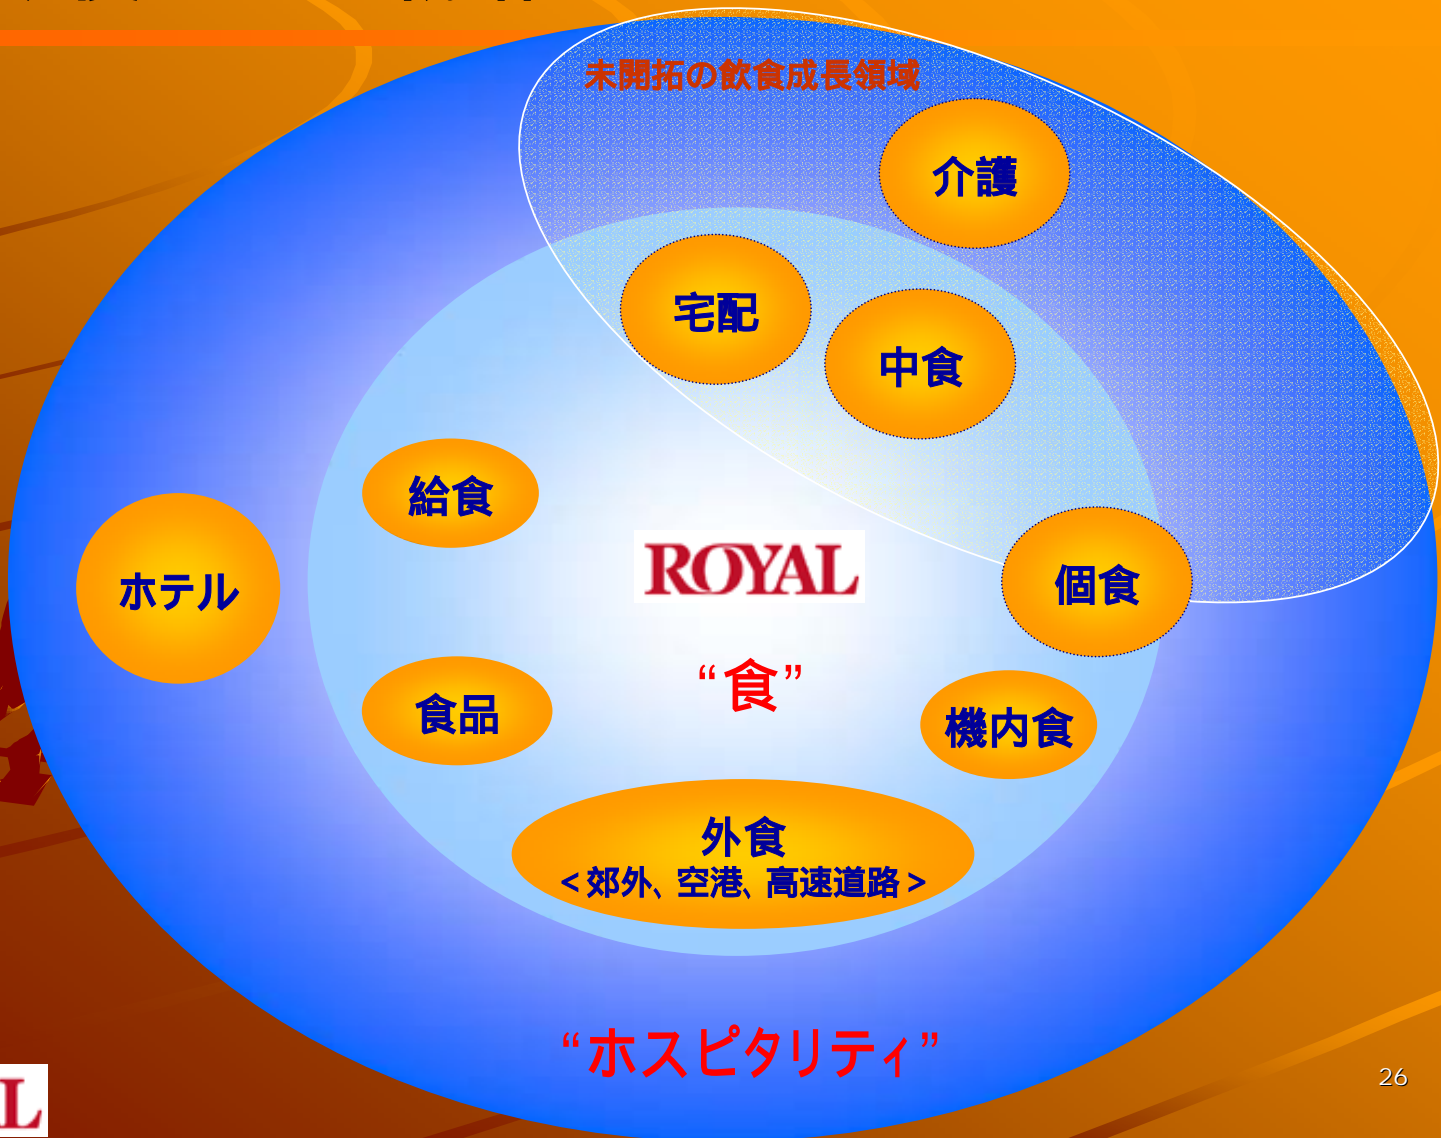 未開拓の飲食成長領域
介護
宅配
中食
給食
ホテル
ROYAL
個食
“食”
食品
機内食
外食
<郊外、空港、高速道路>
“ホスピタリティ”
26
L